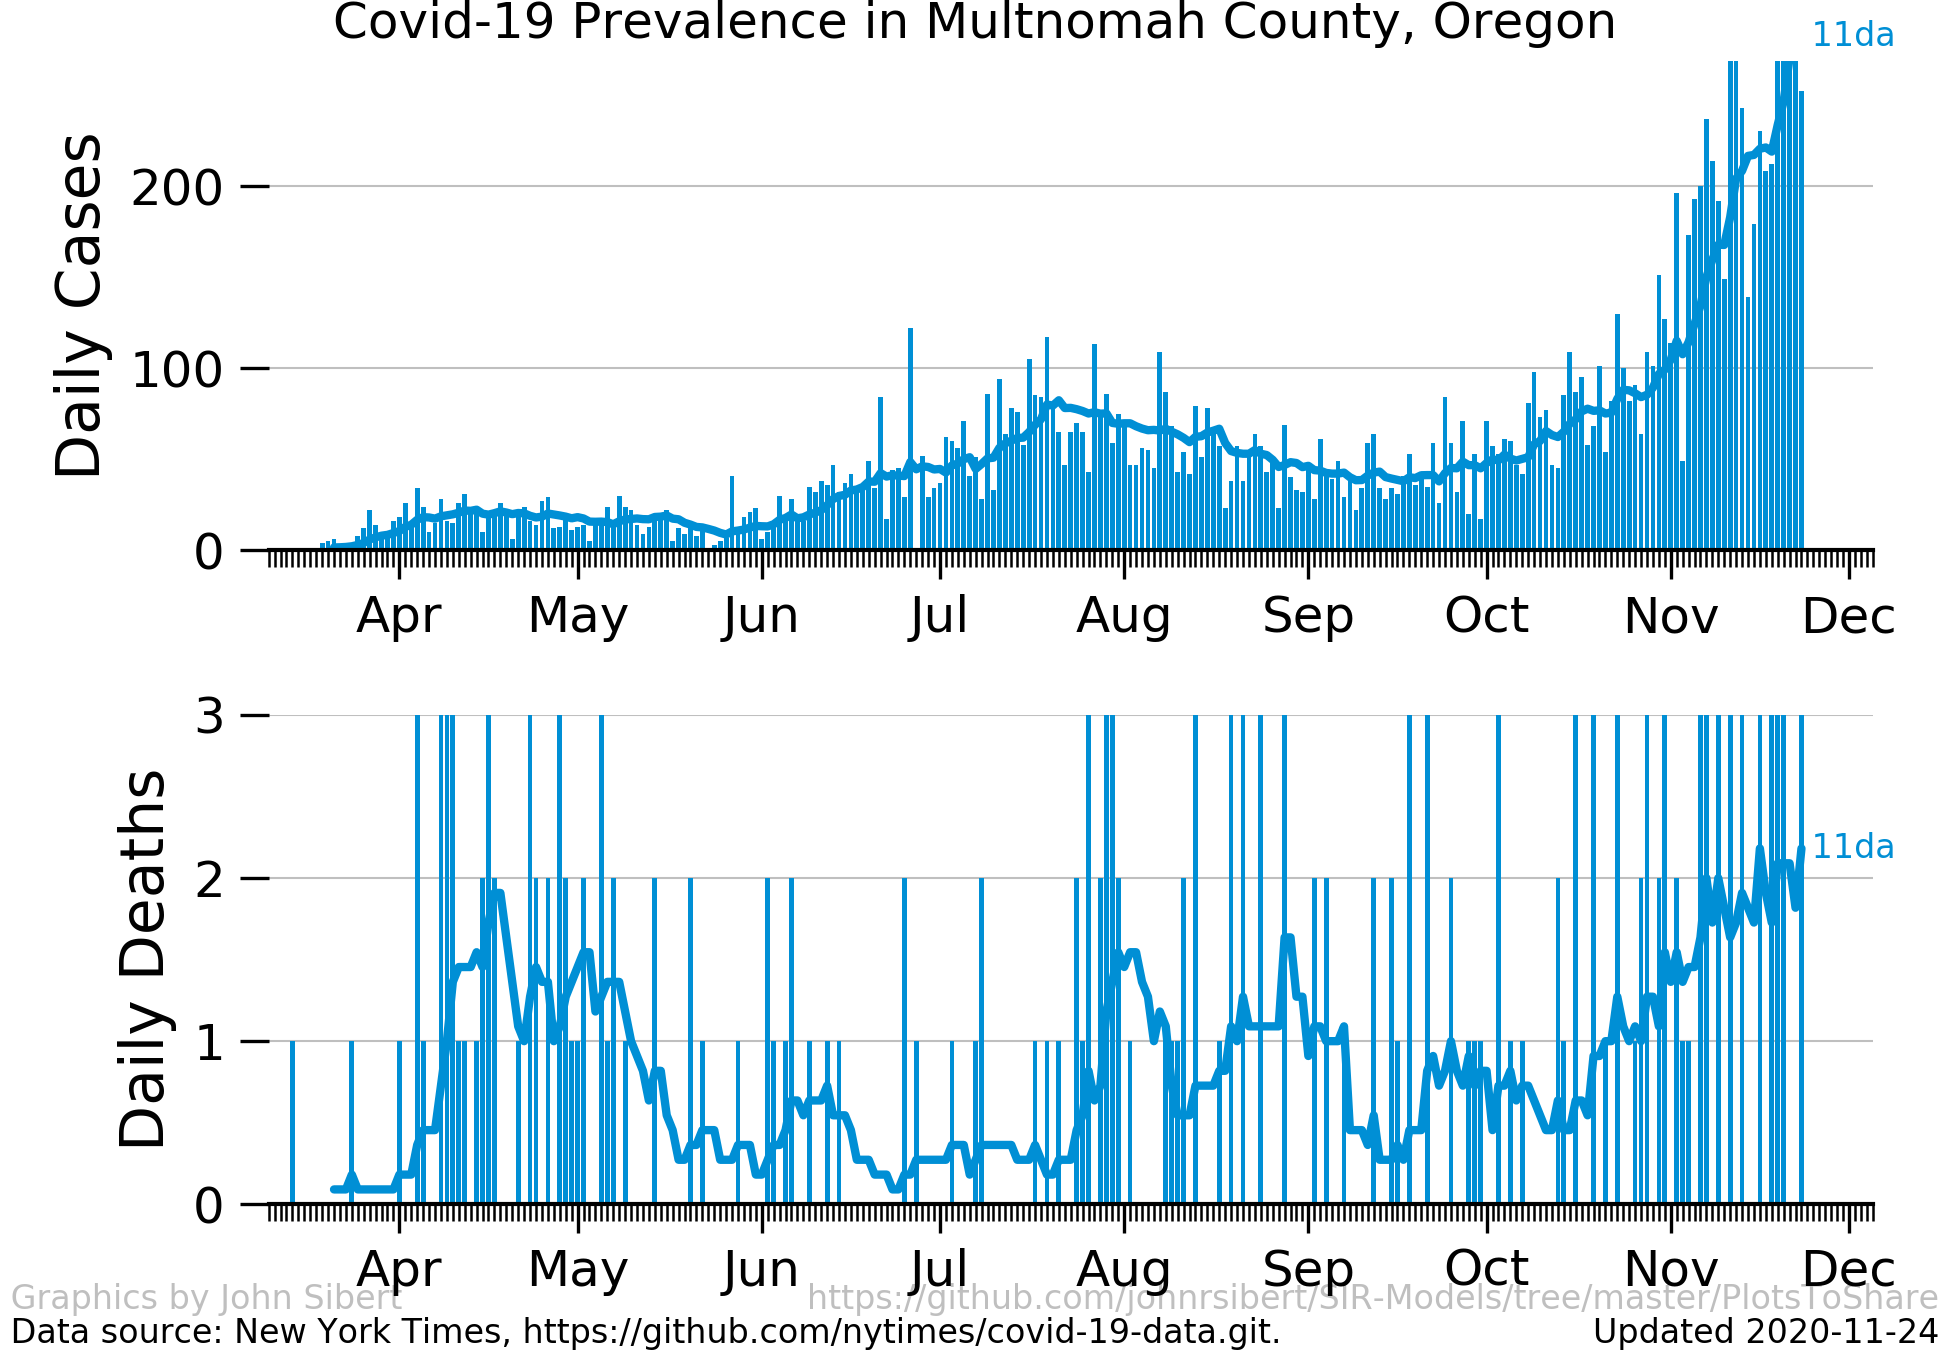 Covid-19 Prevalence in Multnomah County, Oregon
11da
Daily Cases
200
100
0
Apr May Jun Jul Aug Sep Oct Nov Dec
Daily Deaths
3
2
1
0
11da
Apr May Jun Jul Aug Sep Oct Nov Dec
Graphics by John Sibert https://github.com/johnrsibert/SIR-Models/tree/master/PlotsToShare
Data source: New York Times, https://github.com/nytimes/covid-19-data.git. Updated 2020-11-24